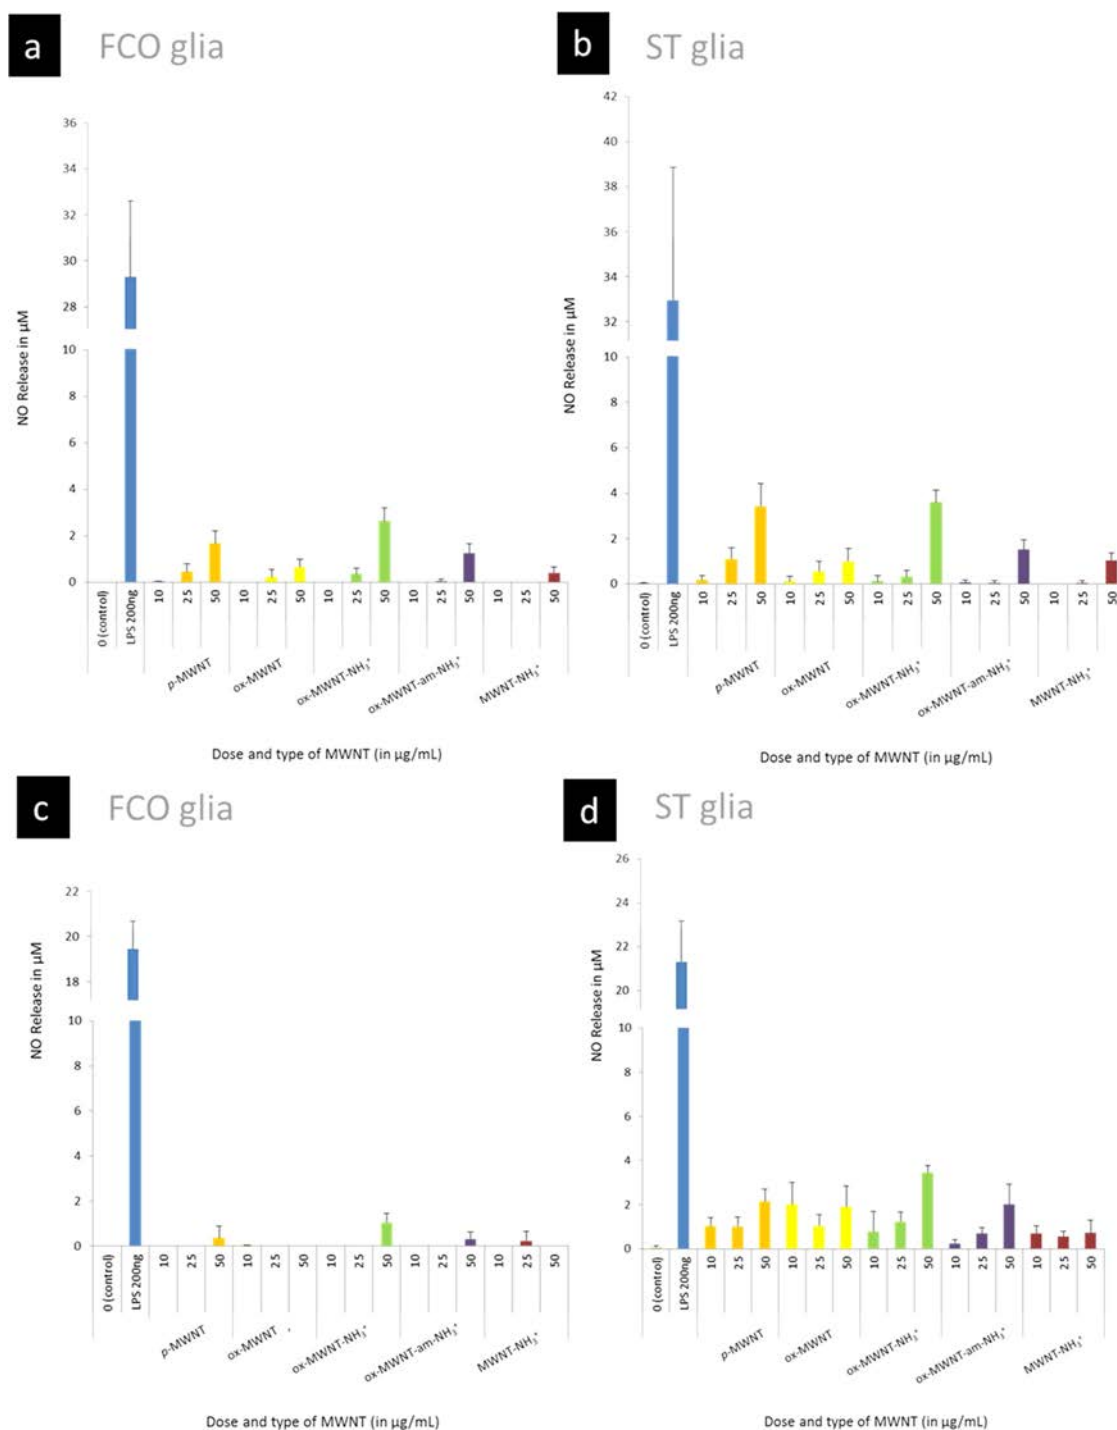 a FCO glia
36
34
32
30
28
10
8
6
4
2
0
NO Release in µM
0 (control)
LPS 200ng
10
25
50
10
25
50
10
25
50
10
25
50
10
25
50
p-MWNT
ox-MWNT
ox-MWNT-NH₃⁺
ox-MWNT-am-NH₃⁺
MWNT-NH₃⁺
Dose and type of MWNT (in µg/mL)
b ST glia
42
40
38
36
34
32
10
8
6
4
2
0
NO Release in µM
0 (control)
LPS 200ng
10
25
50
10
25
50
10
25
50
10
25
50
10
25
50
p-MWNT
ox-MWNT
ox-MWNT-NH₃⁺
ox-MWNT-am-NH₃⁺
MWNT-NH₃⁺
Dose and type of MWNT (in µg/mL)
c FCO glia
22
20
18
10
8
6
4
2
0
NO Release in µM
0 (control)
LPS 200ng
10
25
50
10
25
50
10
25
50
10
25
50
10
25
50
p-MWNT
ox-MWNT
ox-MWNT-NH₃⁺
ox-MWNT-am-NH₃⁺
MWNT-NH₃⁺
Dose and type of MWNT (in µg/mL)
d ST glia
26
24
22
20
10
8
6
4
2
0
NO Release in µM
0 (control)
LPS 200ng
10
25
50
10
25
50
10
25
50
10
25
50
10
25
50
p-MWNT
ox-MWNT
ox-MWNT-NH₃⁺
ox-MWNT-am-NH₃⁺
MWNT-NH₃⁺
Dose and type of MWNT (in µg/mL)